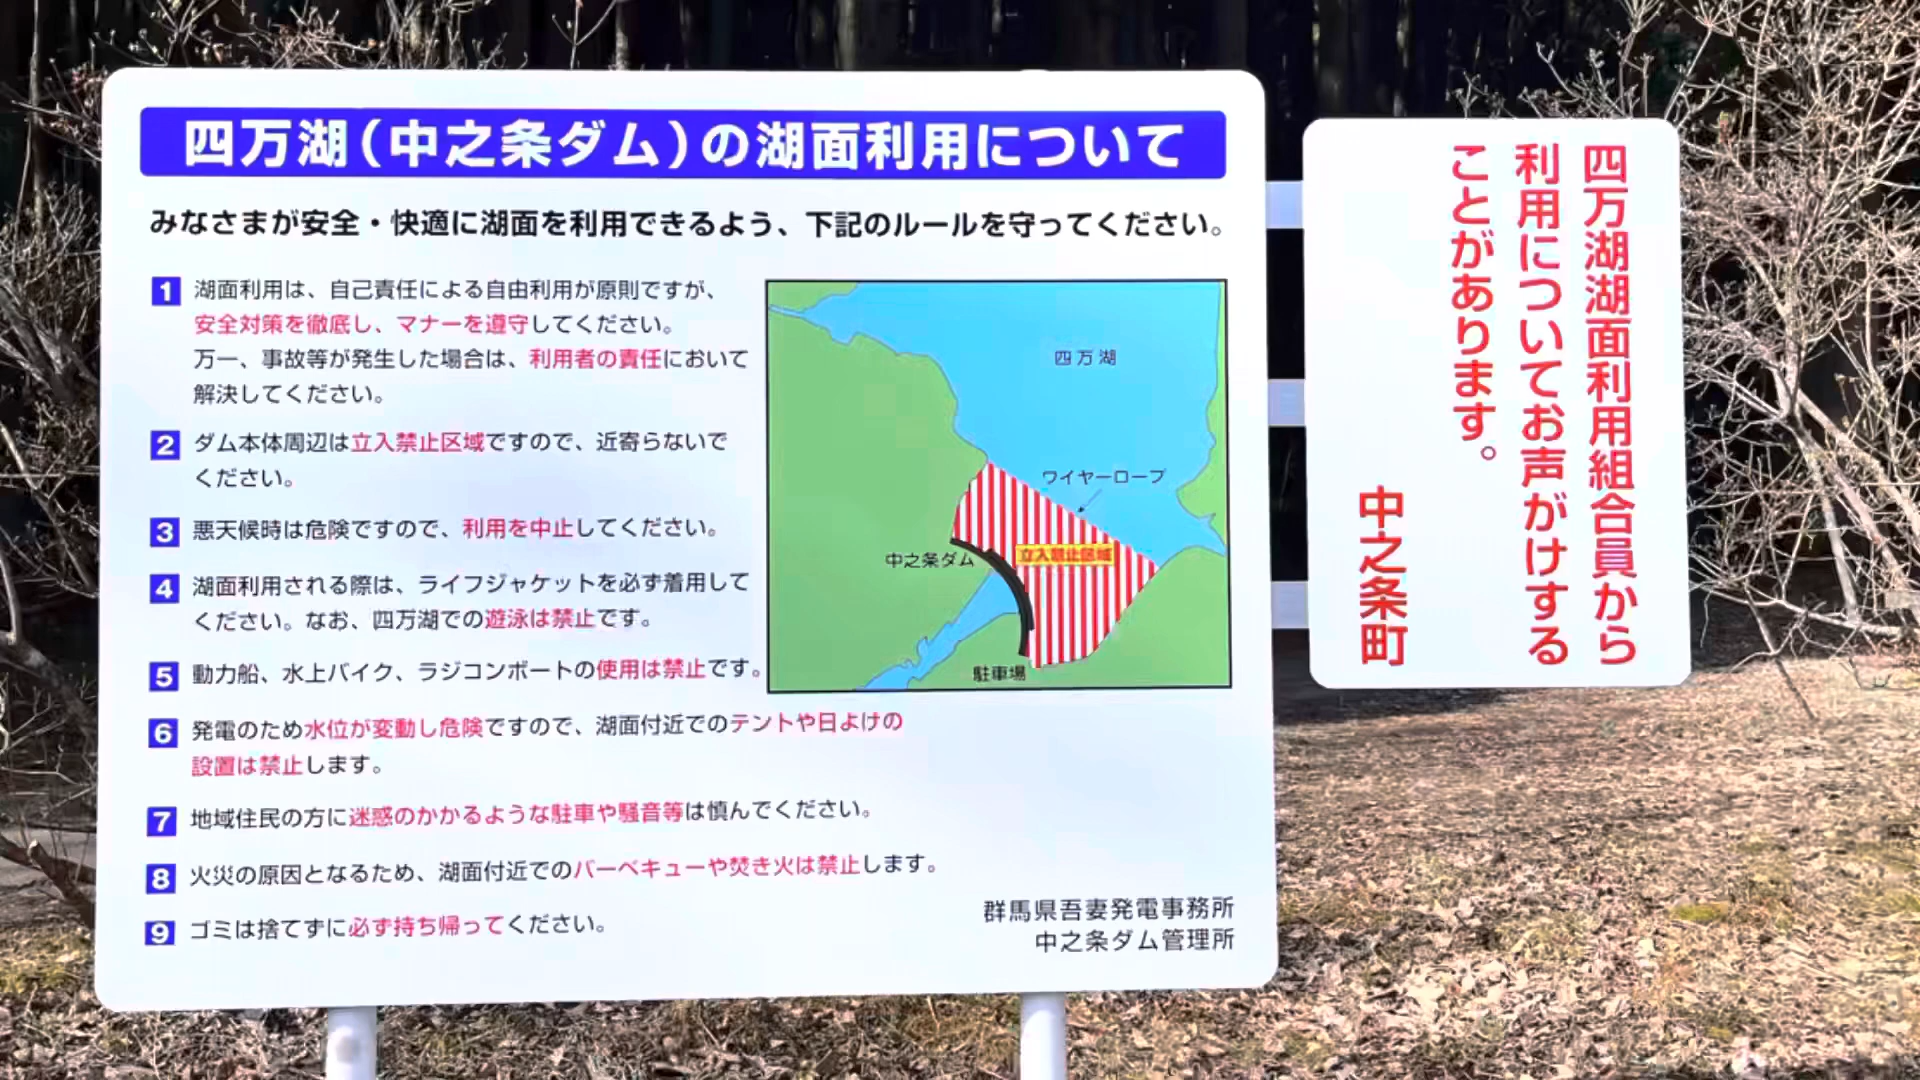 四万湖(中之条ダム)の湖面利用について
みなさまが安全・快適に湖面を利用できるよう、下記のルールを守ってください。
1 湖面利用は、自己責任による自由利用が原則ですが、
安全対策を徹底し、マナーを遵守してください。
万一、事故等が発生した場合は、利用者の責任において
解決してください。
2 ダム本体周辺は立入禁止区域ですので、近寄らないで
ください。
3 悪天候時は危険ですので、利用を中止してください。
4 湖面利用される際は、ライフジャケットを必ず着用して
ください。なお、四万湖での遊泳は禁止です。
5 動力船、水上バイク、ラジコンボートの使用は禁止です。
6 発電のため水位が変動し危険ですので、湖面付近でのテントや日よけの
設置は禁止します。
7 地域住民の方に迷惑のかかるような駐車や騒音等は慎んでください。
8 火災の原因となるため、湖面付近でのバーベキューや焚き火は禁止します。
9 ゴミは捨てずに必ず持ち帰ってください。
四万湖
ワイヤーロープ
立入禁止区域
中之条ダム
駐車場
群馬県吾妻発電事務所
中之条ダム管理所
四万湖湖面利用組合員から
利用についてお声がけする
ことがあります。
中之条町